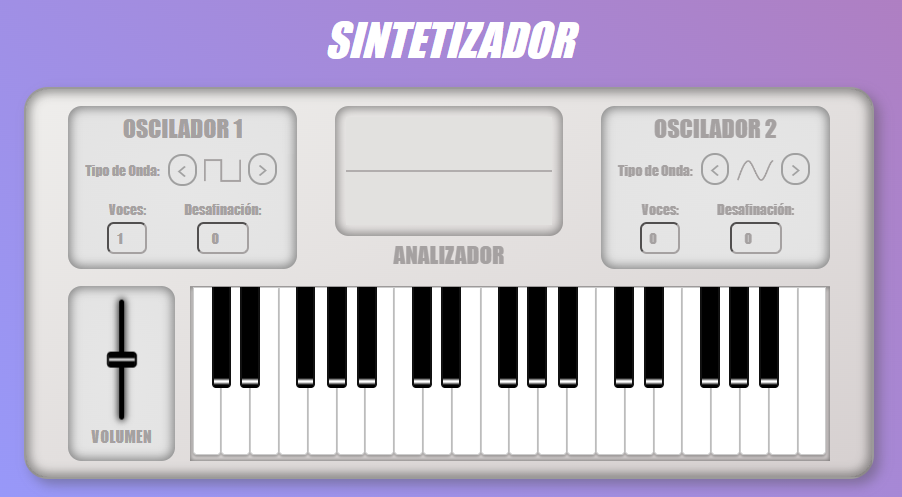 SINTETIZADOR
OSCILADOR 1
Tipo de Onda:
<
>
Voces:
Desafinación:
1
0
ANALIZADOR
OSCILADOR 2
Tipo de Onda:
<
>
Voces:
Desafinación:
0
0
VOLUMEN